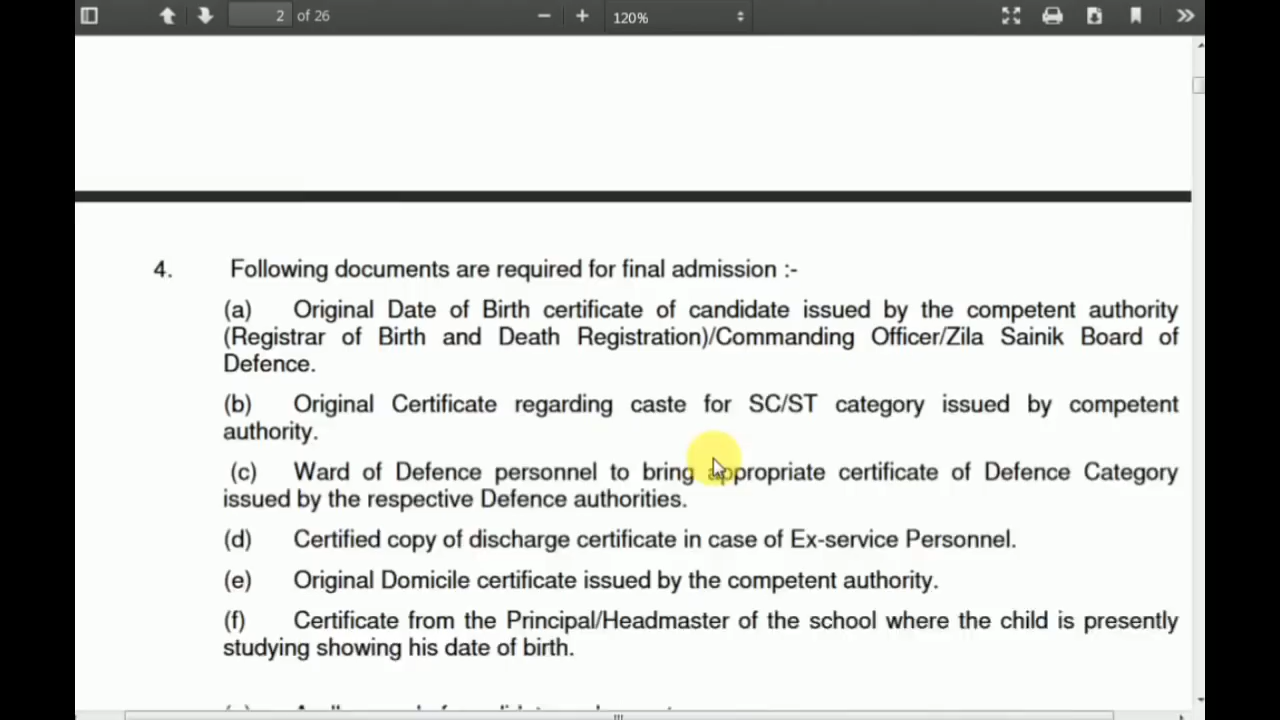 2 of 26
120%
4. Following documents are required for final admission :-
(a) Original Date of Birth certificate of candidate issued by the competent authority
(Registrar of Birth and Death Registration)/Commanding Officer/Zila Sainik Board of
Defence.
(b) Original Certificate regarding caste for SC/ST category issued by competent
authority.
(c) Ward of Defence personnel to bring appropriate certificate of Defence Category
issued by the respective Defence authorities.
(d) Certified copy of discharge certificate in case of Ex-service Personnel.
(e) Original Domicile certificate issued by the competent authority.
(f) Certificate from the Principal/Headmaster of the school where the child is presently
studying showing his date of birth.